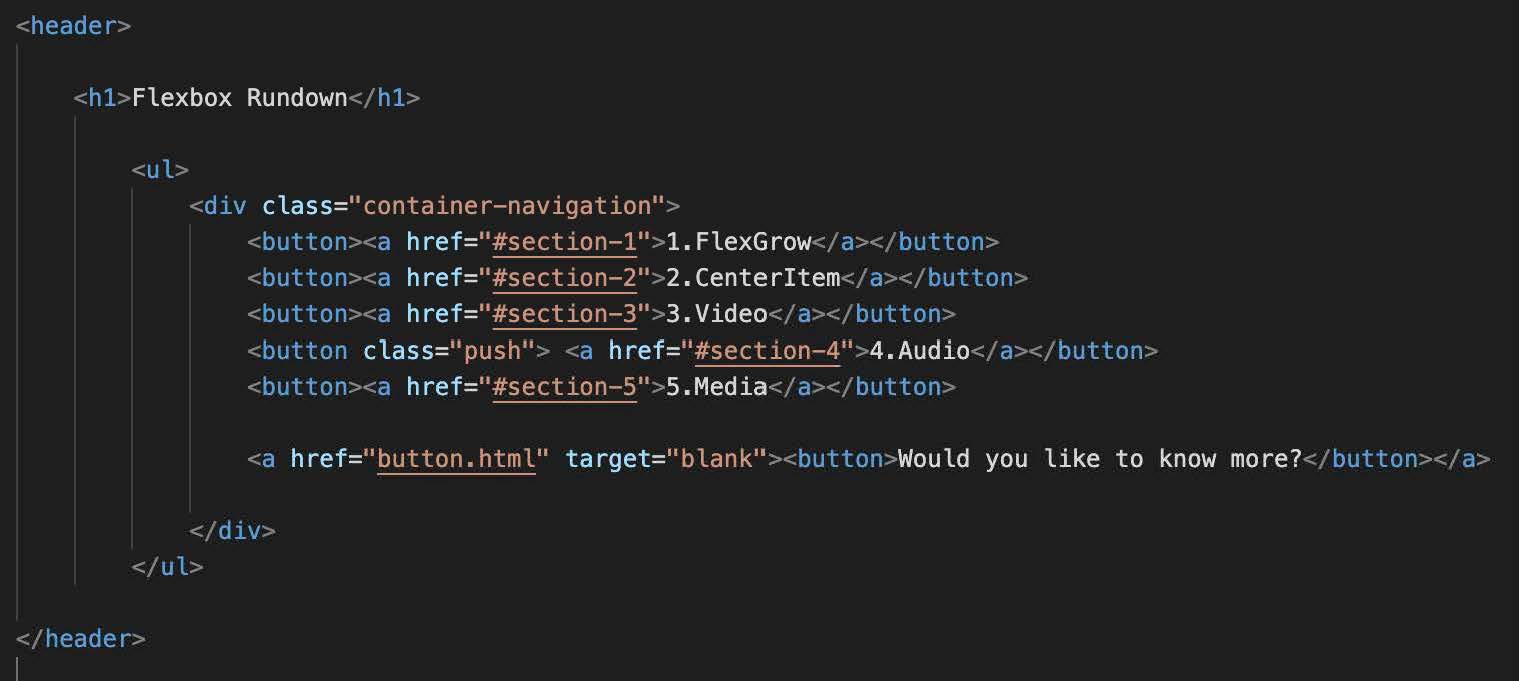 <header>
<h1>Flexbox Rundown</h1>
<ul>
<div class="container-navigation">
<button><a href="#section-1">1.FlexGrow</a></button>
<button><a href="#section-2">2.CenterItem</a></button>
<button><a href="#section-3">3.Video</a></button>
<button class="push"> <a href="#section-4">4.Audio</a></button>
<button><a href="#section-5">5.Media</a></button>
<a href="button.html" target="blank"><button>Would you like to know more?</button></a>
</div>
</ul>
</header>